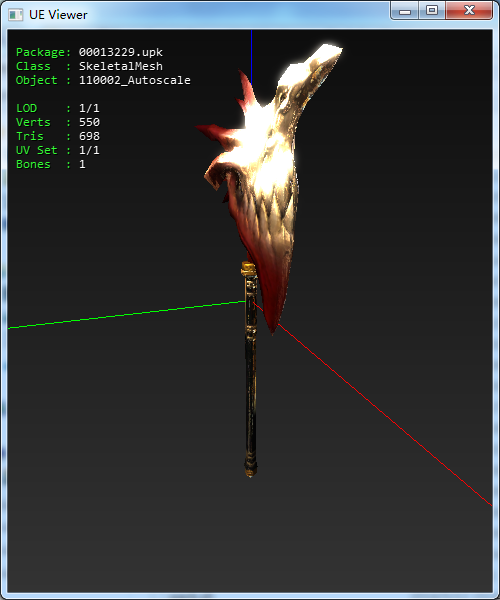 UE Viewer
Package: 00013229.upk
Class  : SkeletalMesh
Object : 110002_Autoscale
LOD    : 1/1
Verts  : 550
Tris   : 698
UV Set : 1/1
Bones  : 1